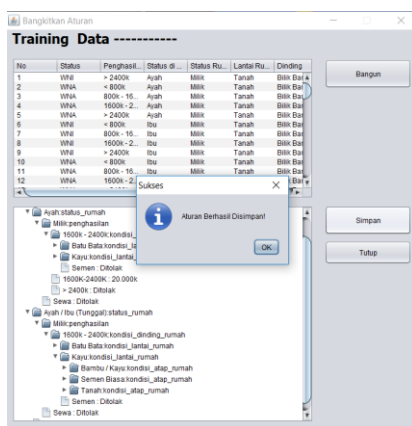 Bangkitkan Aturan
Training Data -----------
No Status Penghasil... Status di ... Status Ru... Lantai Ru... Dinding
1 WNI > 2400k Ayah Milik Tanah Bilik Ba
2 WNA < 800k Ayah Milik Tanah Bilik Ba
3 WNA 800k - 16... Ayah Milik Tanah Bilik Ba
4 WNA 1600k - 2... Ayah Milik Tanah Bilik Ba
5 WNA > 2400k Ayah Milik Tanah Bilik Ba
6 WNI < 800k Ibu Milik Tanah Bilik Ba
7 WNI 800k - 16... Ibu Milik Tanah Bilik Ba
8 WNI 1600k - 2... Ibu Milik Tanah Bilik Ba
9 WNI > 2400k Ibu Milik Tanah Bilik Ba
10 WNA < 800k Ibu Milik Tanah Bilik Ba
11 WNA 800k - 16... Ibu Milik Tanah Bilik Ba
12 WNA 1600k - 2...
Bangun
Simpan
Tutup
Sukses
Aturan Berhasil Disimpan!
OK
Ayah:status_rumah
Milik:penghasilan
1600k - 2400k:kondisi_
Batu Bata:kondisi_la
Kayu:kondisi_lantai_
Semen : Ditolak
1600K-2400K : 20.000k
> 2400k : Ditolak
Sewa : Ditolak
Ayah / Ibu (Tunggal):status_rumah
Milik:penghasilan
1600k - 2400k:kondisi_dinding_rumah
Batu Bata:kondisi_lantai_rumah
Kayu:kondisi_lantai_rumah
Bambu / Kayu:kondisi_atap_rumah
Semen Biasa:kondisi_atap_rumah
Tanah:kondisi_atap_rumah
Semen : Ditolak
Sewa : Ditolak